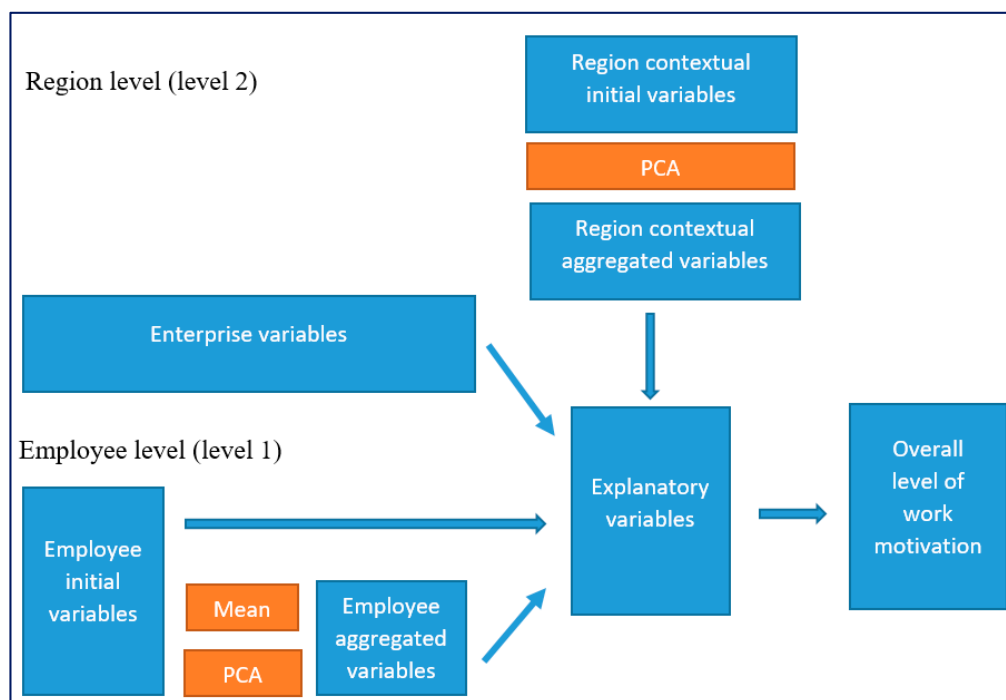 Region level (level 2)
Region contextual
initial variables
PCA
Region contextual
aggregated variables
Enterprise variables
Employee level (level 1)
Employee
initial
variables
Mean
PCA
Employee
aggregated
variables
Explanatory
variables
Overall
level of
work
motivation